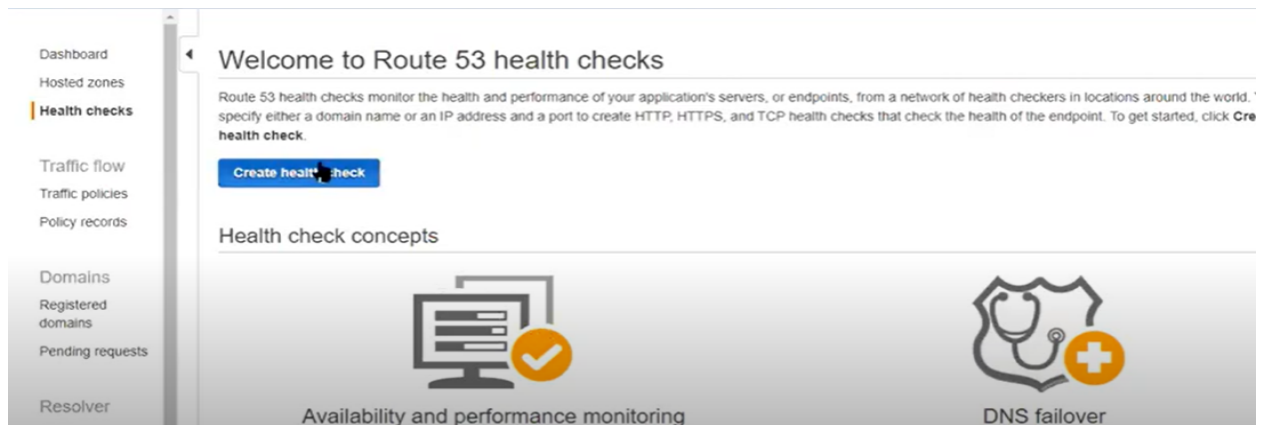 Dashboard
Hosted zones
Health checks
Traffic flow
Traffic policies
Policy records
Domains
Registered
domains
Pending requests
Resolver
Welcome to Route 53 health checks
Route 53 health checks monitor the health and performance of your application's servers, or endpoints, from a network of health checkers in locations around the world.
specify either a domain name or an IP address and a port to create HTTP, HTTPS, and TCP health checks that check the health of the endpoint. To get started, click Cre
health check.
Create health check
Health check concepts
Availability and performance monitoring
DNS failover